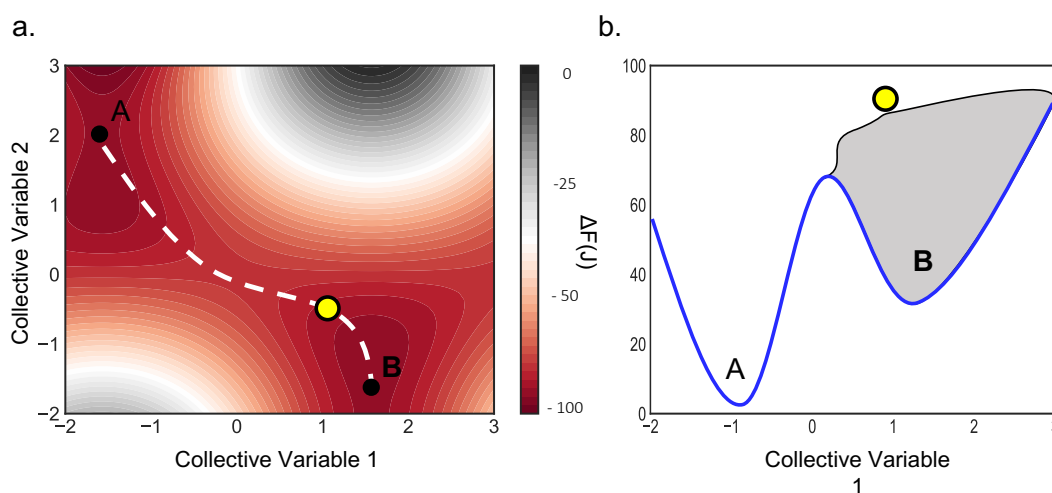 a.
3
2
1
0
−1
−2
−2
−1
0
1
2
3
Collective Variable 2
Collective Variable 1
A
B
0
-25
- 50
- 100
ΔF(J)
b.
100
80
60
40
20
0
−2
−1
0
1
2
A
B
Collective Variable
1